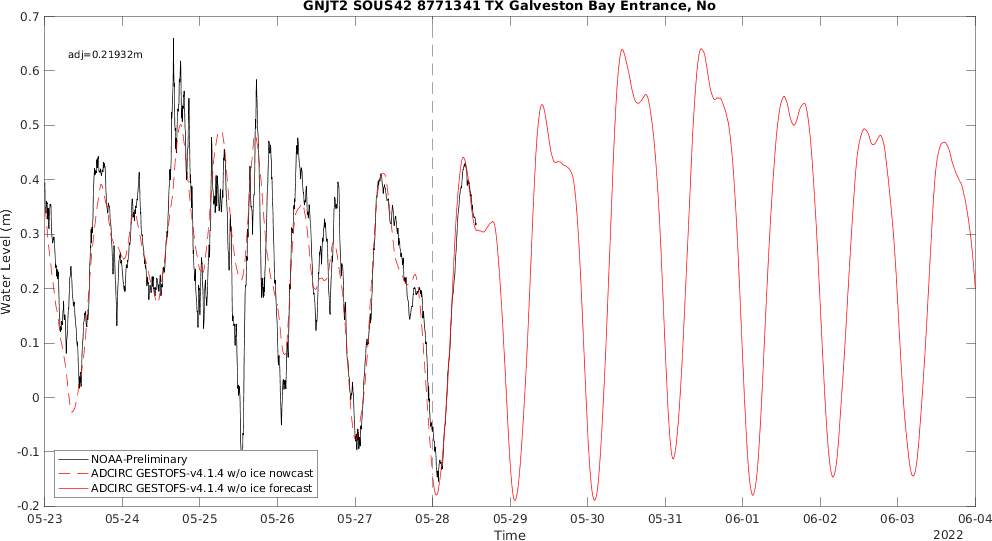 GNJT2 SOUS42 8771341 TX Galveston Bay Entrance, No
0.7
adj=0.21932m
0.6
0.5
0.4
0.3
0.2
0.1
0
-0.1
-0.2
Water Level (m)
NOAA-Preliminary
ADCIRC GESTOFS-v4.1.4 w/o ice nowcast
ADCIRC GESTOFS-v4.1.4 w/o ice forecast
05-23 05-24 05-25 05-26 05-27 05-28 05-29 05-30 05-31 06-01 06-02 06-03 06-04
Time
2022